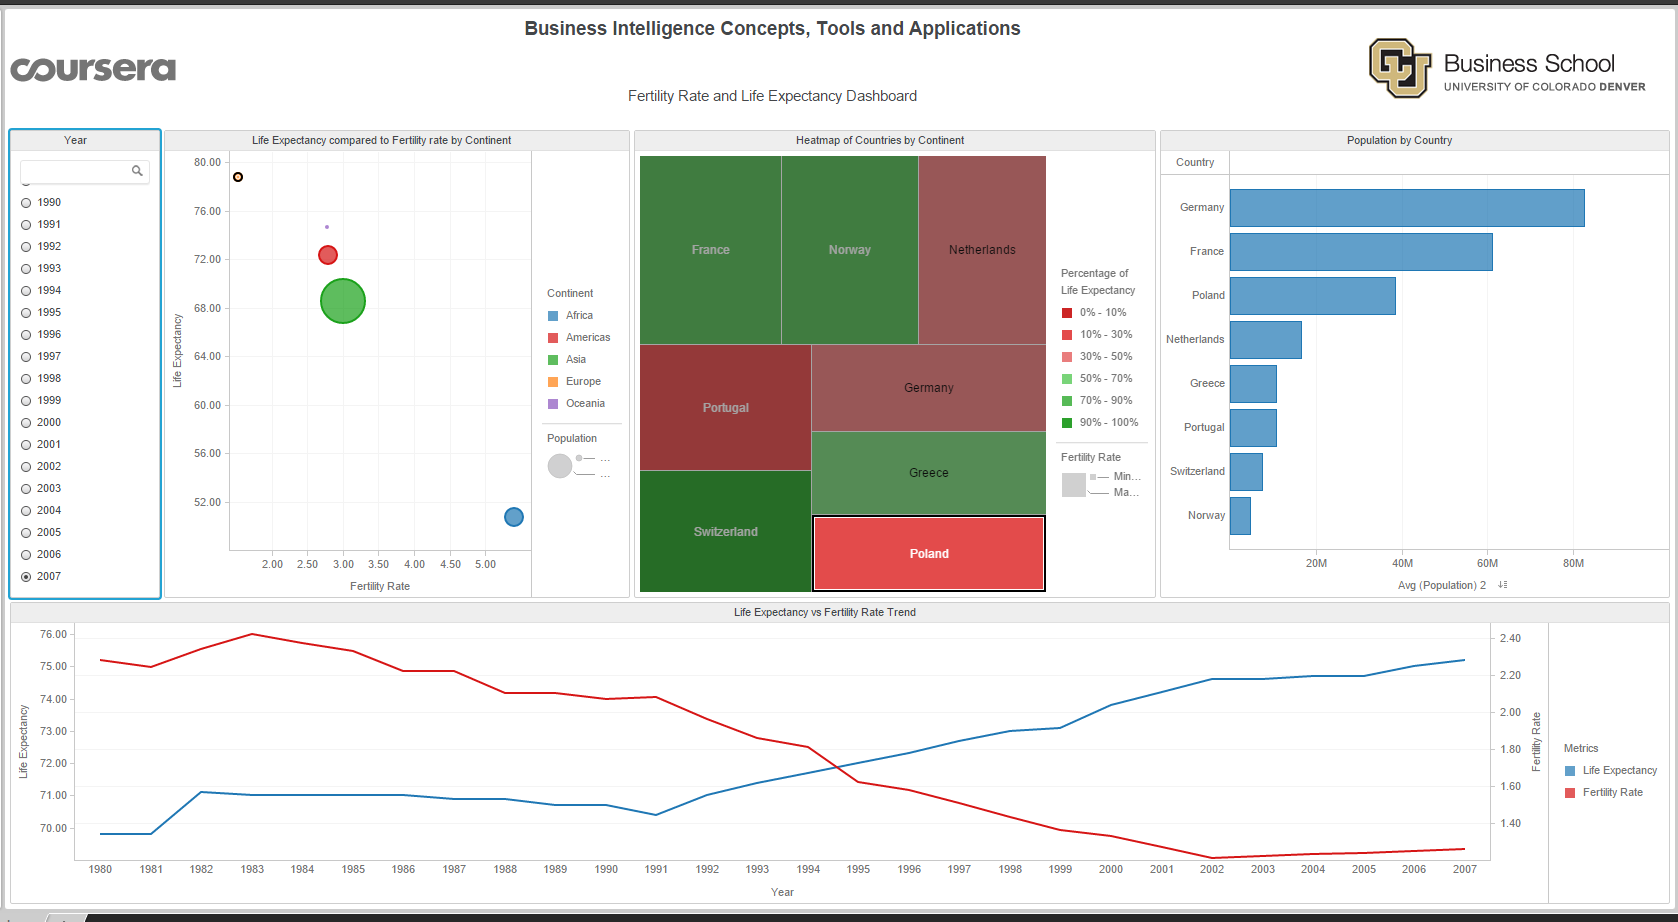 Business Intelligence Concepts, Tools and Applications
coursera
CU
Business School
UNIVERSITY OF COLORADO DENVER
Fertility Rate and Life Expectancy Dashboard
Year
1990
1991
1992
1993
1994
1995
1996
1997
1998
1999
2000
2001
2002
2003
2004
2005
2006
2007
Life Expectancy compared to Fertility rate by Continent
Life Expectancy
80.00
76.00
72.00
68.00
64.00
60.00
56.00
52.00
2.00 2.50 3.00 3.50 4.00 4.50 5.00
Fertility Rate
Continent
Africa
Americas
Asia
Europe
Oceania
Population
...
...
Heatmap of Countries by Continent
France Norway Netherlands
Portugal
Germany
Greece
Switzerland
Poland
Percentage of
Life Expectancy
0% - 10%
10% - 30%
30% - 50%
50% - 70%
70% - 90%
90% - 100%
Fertility Rate
Min...
Ma...
Population by Country
Country
Germany
France
Poland
Netherlands
Greece
Portugal
Switzerland
Norway
20M 40M 60M 80M
Avg (Population) 2
Life Expectancy vs Fertility Rate Trend
Life Expectancy
76.00
75.00
74.00
73.00
72.00
71.00
70.00
2.40
2.20
2.00
1.80
1.60
1.40
Fertility Rate
1980 1981 1982 1983 1984 1985 1986 1987 1988 1989 1990 1991 1992 1993 1994 1995 1996 1997 1998 1999 2000 2001 2002 2003 2004 2005 2006 2007
Year
Metrics
Life Expectancy
Fertility Rate